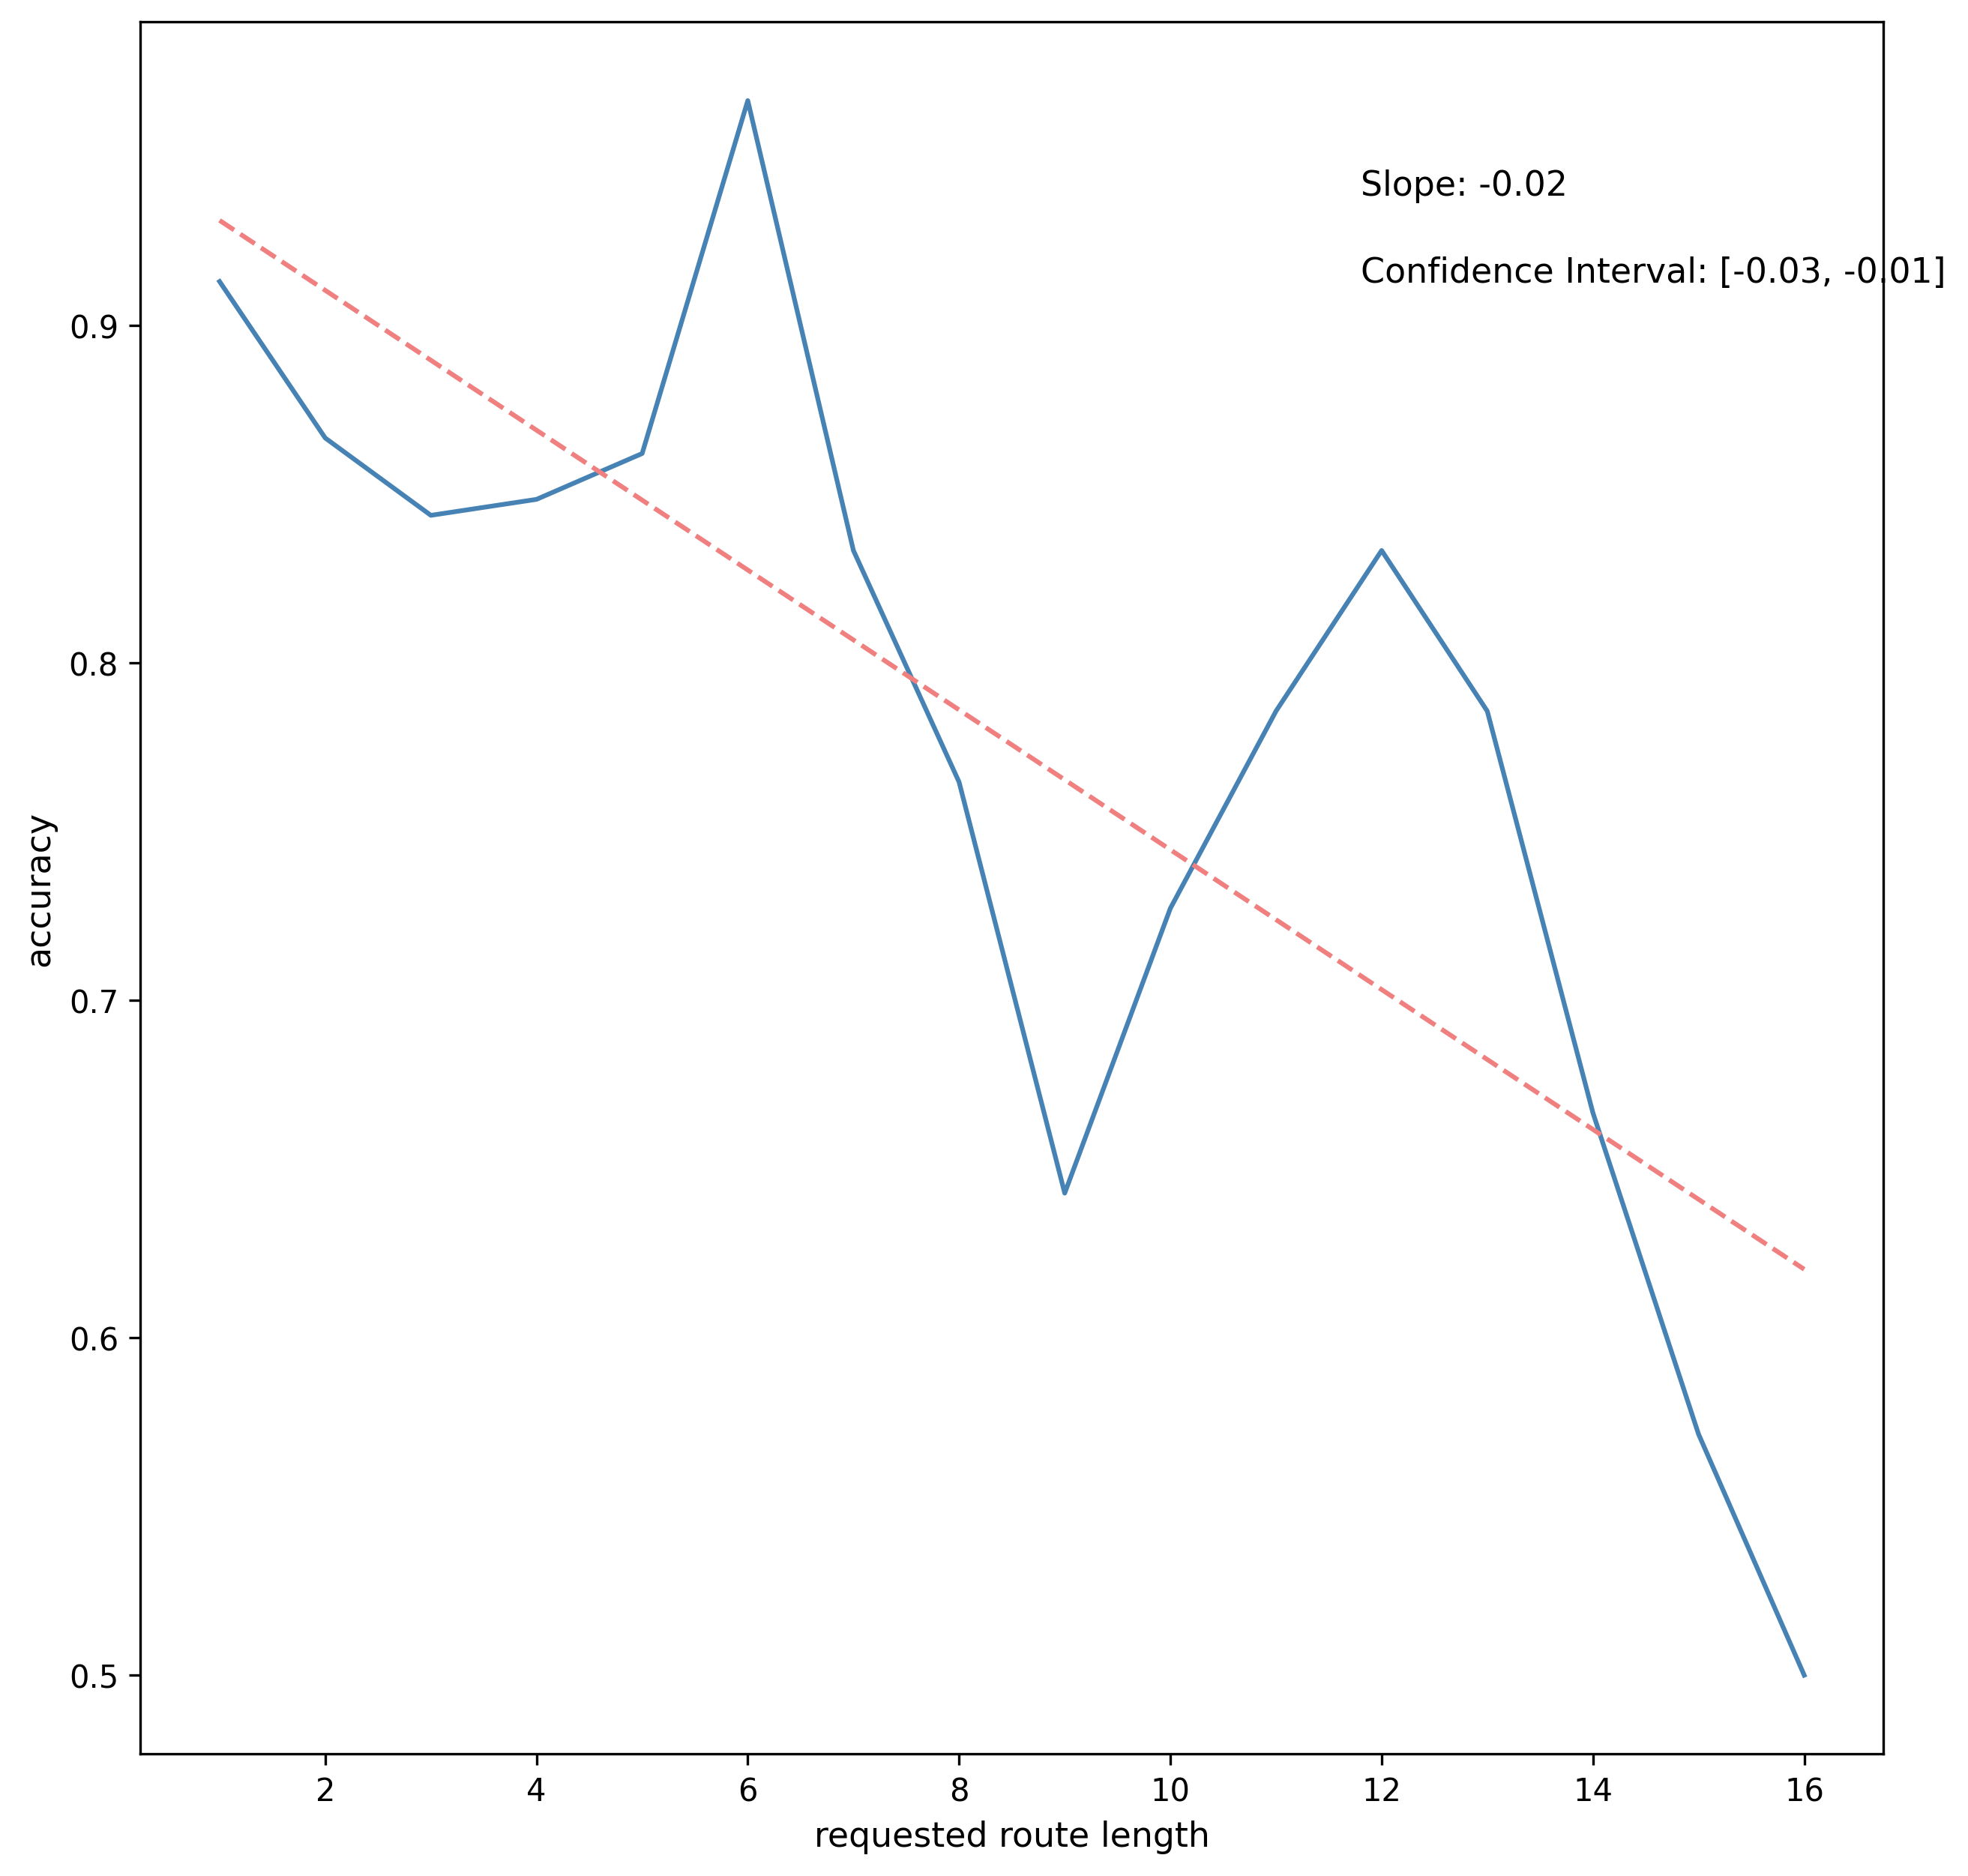 Slope: -0.02
Confidence Interval: [-0.03, -0.01]
0.9
0.8
0.7
0.6
0.5
accuracy
2 4 6 8 10 12 14 16
requested route length